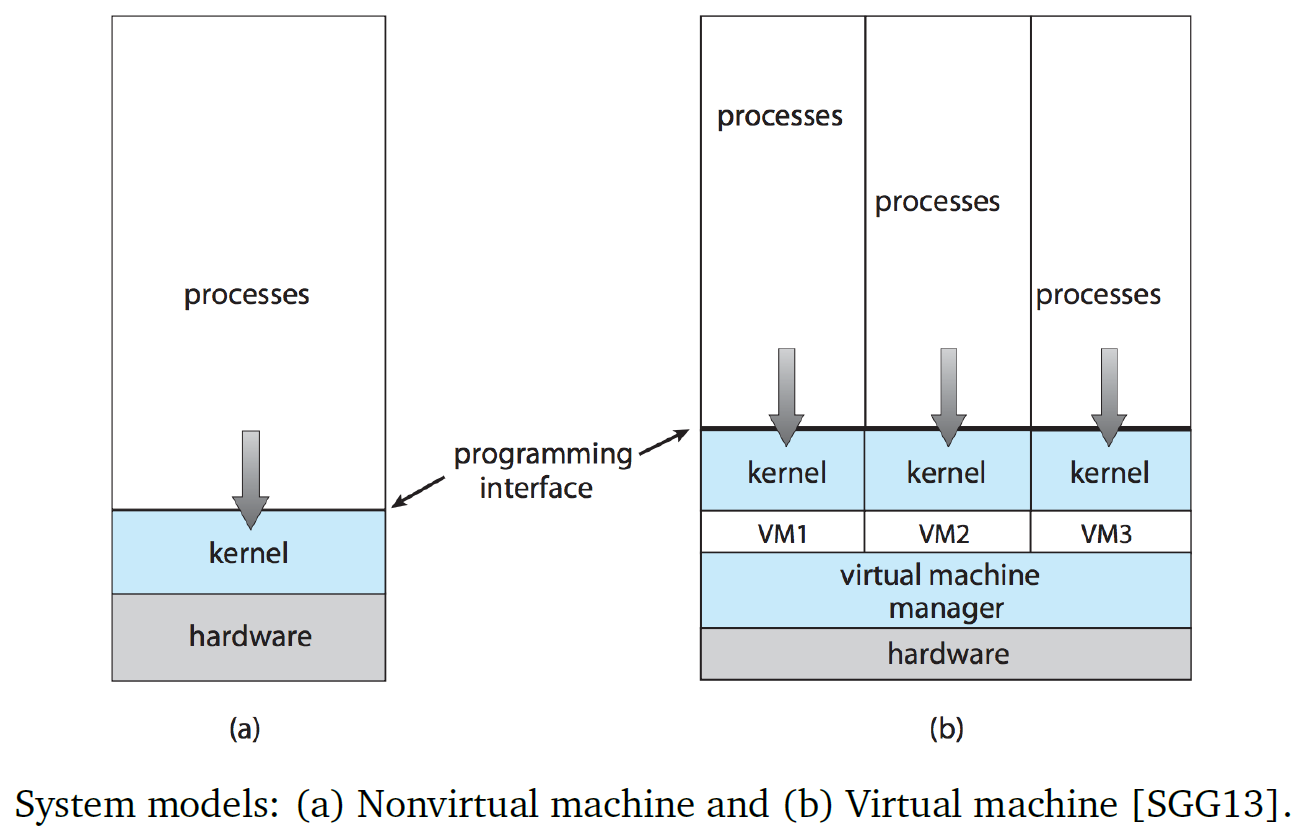 processes
kernel
hardware
(a)
programming
interface
processes
processes
processes
kernel
kernel
kernel
VM1
VM2
VM3
virtual machine
manager
hardware
(b)
System models: (a) Nonvirtual machine and (b) Virtual machine [SGG13].